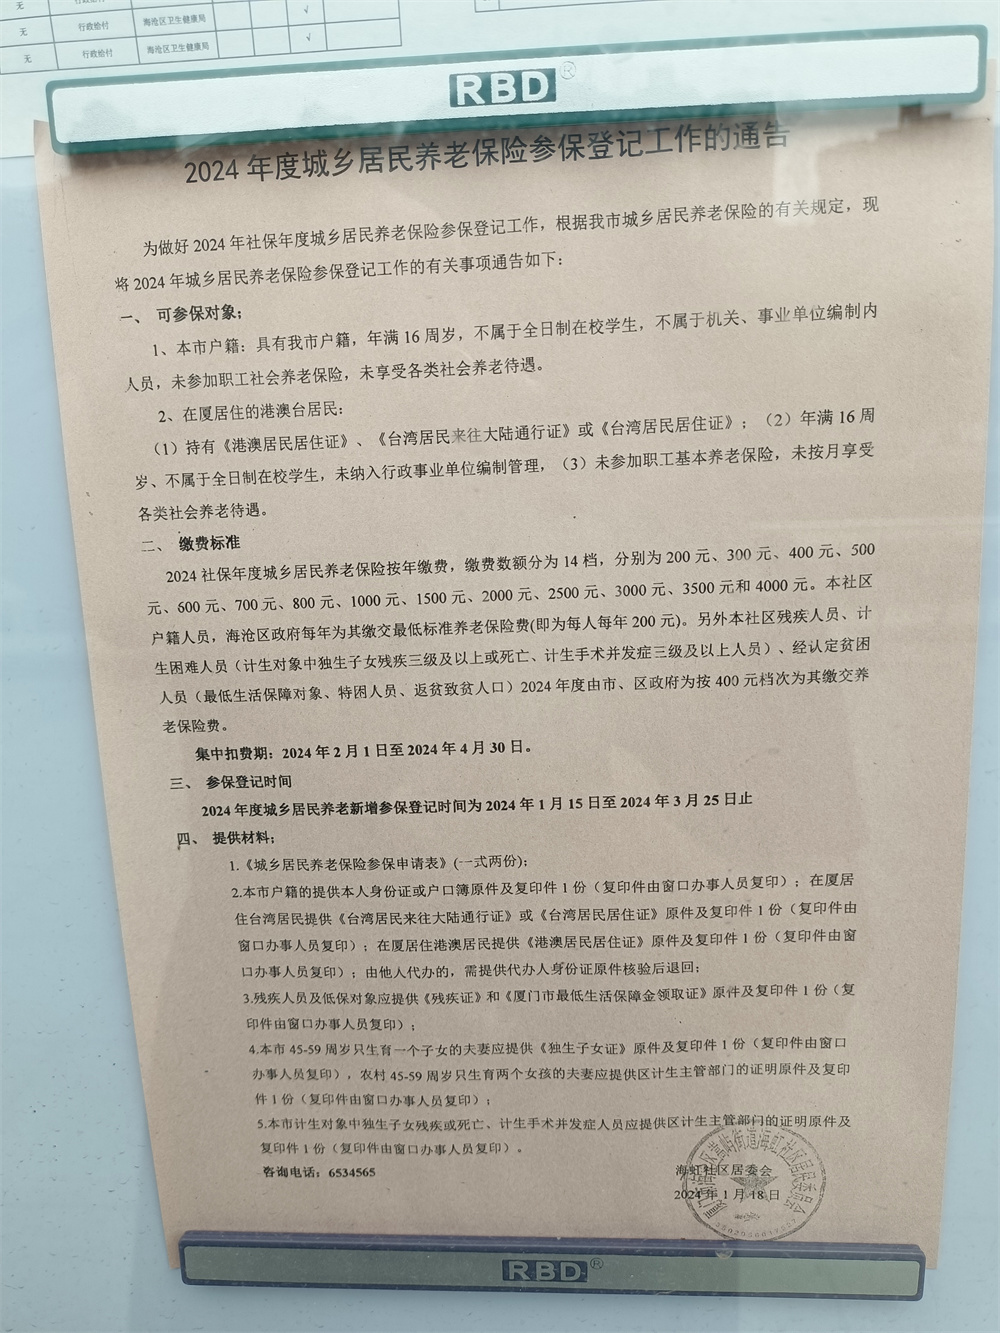 无
无 行政给付 海沧区卫生健康局 √
无 行政给付 海沧区卫生健康局 √
RBD®
2024 年度城乡居民养老保险参保登记工作的通告
为做好 2024 年社保年度城乡居民养老保险参保登记工作，根据我市城乡居民养老保险的有关规定，现
将 2024 年城乡居民养老保险参保登记工作的有关事项通告如下：
一、 可参保对象；
1、本市户籍：具有我市户籍，年满 16 周岁，不属于全日制在校学生，不属于机关、事业单位编制内
人员，未参加职工社会养老保险，未享受各类社会养老待遇。
2、在厦居住的港澳台居民：
（1）持有《港澳居民居住证》、《台湾居民来往大陆通行证》或《台湾居民居住证》；（2）年满 16 周
岁、不属于全日制在校学生，未纳入行政事业单位编制管理，（3）未参加职工基本养老保险，未按月享受
各类社会养老待遇。
二、 缴费标准
2024 社保年度城乡居民养老保险按年缴费，缴费数额分为 14 档，分别为 200 元、300 元、400 元、500
元、600 元、700 元、800 元、1000 元、1500 元、2000 元、2500 元、3000 元、3500 元和 4000 元。本社区
户籍人员，海沧区政府每年为其缴交最低标准养老保险费(即为每人每年 200 元)。另外本社区残疾人员、计
生困难人员（计生对象中独生子女残疾三级及以上或死亡、计生手术并发症三级及以上人员）、经认定贫困
人员（最低生活保障对象、特困人员、返贫致贫人口）2024 年度由市、区政府为按 400 元档次为其缴交养
老保险费。
集中扣费期：2024 年 2 月 1 日至 2024 年 4 月 30 日。
三、 参保登记时间
2024 年度城乡居民养老新增参保登记时间为 2024 年 1 月 15 日至 2024 年 3 月 25 日止
四、 提供材料；
1.《城乡居民养老保险参保申请表》(一式两份)；
2.本市户籍的提供本人身份证或户口簿原件及复印件 1 份（复印件由窗口办事人员复印）；在厦居
住台湾居民提供《台湾居民来往大陆通行证》或《台湾居民居住证》原件及复印件 1 份（复印件由
窗口办事人员复印）；在厦居住港澳居民提供《港澳居民居住证》原件及复印件 1 份（复印件由窗
口办事人员复印）；由他人代办的，需提供代办人身份证原件核验后退回；
3.残疾人员及低保对象应提供《残疾证》和《厦门市最低生活保障金领取证》原件及复印件 1 份（复
印件由窗口办事人员复印）；
4.本市 45-59 周岁只生育一个子女的夫妻应提供《独生子女证》原件及复印件 1 份（复印件由窗口
办事人员复印），农村 45-59 周岁只生育两个女孩的夫妻应提供区计生主管部门的证明原件及复印
件 1 份（复印件由窗口办事人员复印）；
5.本市计生对象中独生子女残疾或死亡、计生手术并发症人员应提供区计生主管部门的证明原件及
复印件 1 份（复印件由窗口办事人员复印）。
咨询电话：6534565
海虹社区居委会
2024 年 1 月 18 日
RBD®